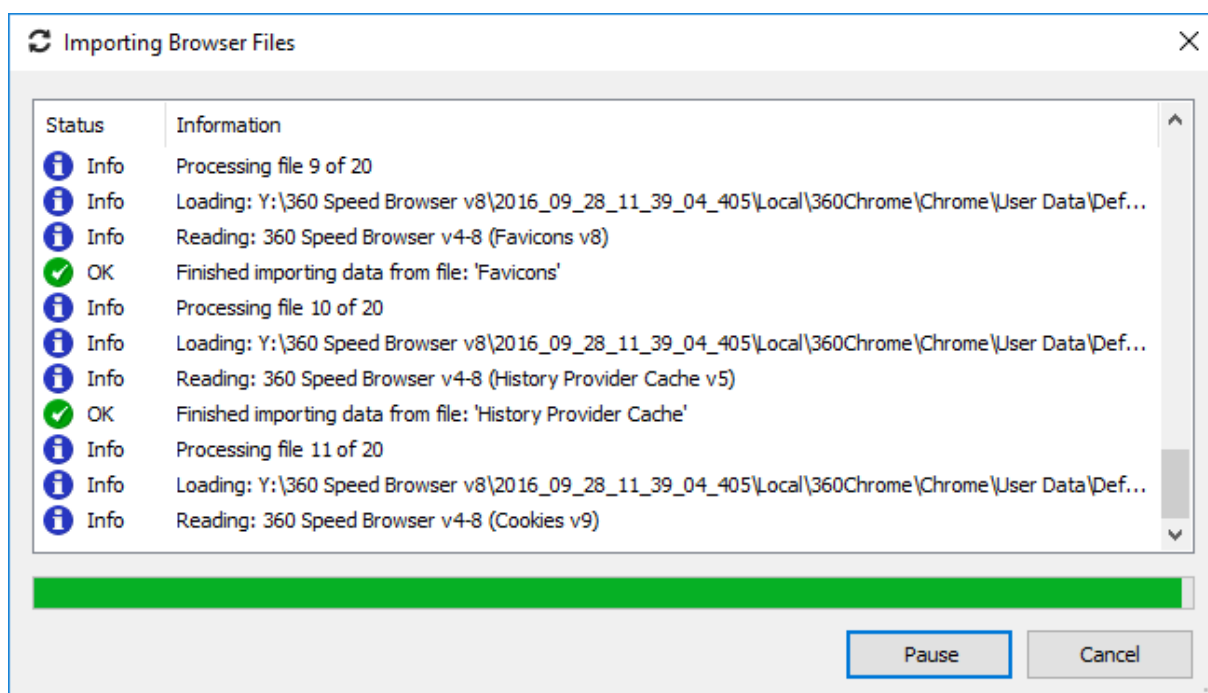 Importing Browser Files
Status Information
Info Processing file 9 of 20
Info Loading: Y:\360 Speed Browser v8\2016_09_28_11_39_04_405\Local\360Chrome\Chrome\User Data\Def...
Info Reading: 360 Speed Browser v4-8 (Favicons v8)
OK Finished importing data from file: 'Favicons'
Info Processing file 10 of 20
Info Loading: Y:\360 Speed Browser v8\2016_09_28_11_39_04_405\Local\360Chrome\Chrome\User Data\Def...
Info Reading: 360 Speed Browser v4-8 (History Provider Cache v5)
OK Finished importing data from file: 'History Provider Cache'
Info Processing file 11 of 20
Info Loading: Y:\360 Speed Browser v8\2016_09_28_11_39_04_405\Local\360Chrome\Chrome\User Data\Def...
Info Reading: 360 Speed Browser v4-8 (Cookies v9)
Pause Cancel